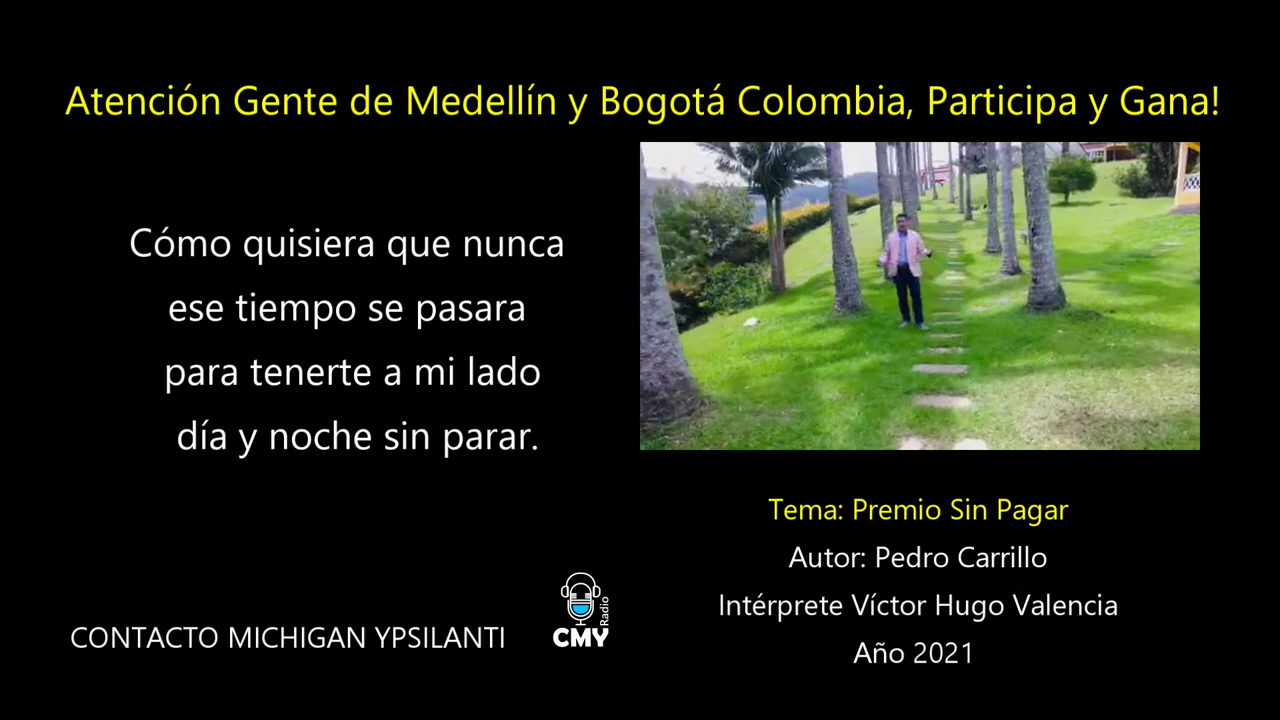 Atención Gente de Medellín y Bogotá Colombia, Participa y Gana!
Cómo quisiera que nunca
ese tiempo se pasara
para tenerte a mi lado
día y noche sin parar.
Tema: Premio Sin Pagar
Autor: Pedro Carrillo
Intérprete Víctor Hugo Valencia
Año 2021
CONTACTO MICHIGAN YPSILANTI
CMY
Radio